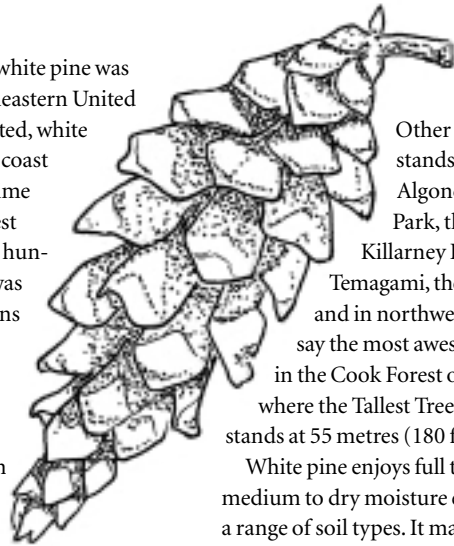 white pine was
eastern United
ted, white
coast
ime
est
hun-
was
ns
n
Other
stands
Algon
Park, th
Killarney
Temagami, the
and in northwe
say the most awes
in the Cook Forest o
where the Tallest Tree
stands at 55 metres (180 f
White pine enjoys full t
medium to dry moisture
a range of soil types. It ma